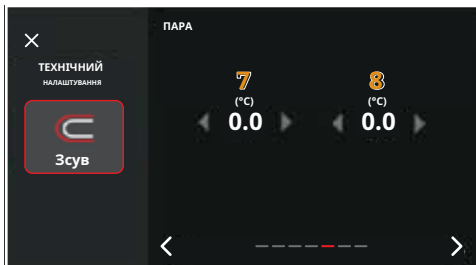 ПАРА
ТЕХНІЧНИЙ
НАЛАШТУВАННЯ
Зсув
7 8
(°C) (°C)
0.0 0.0